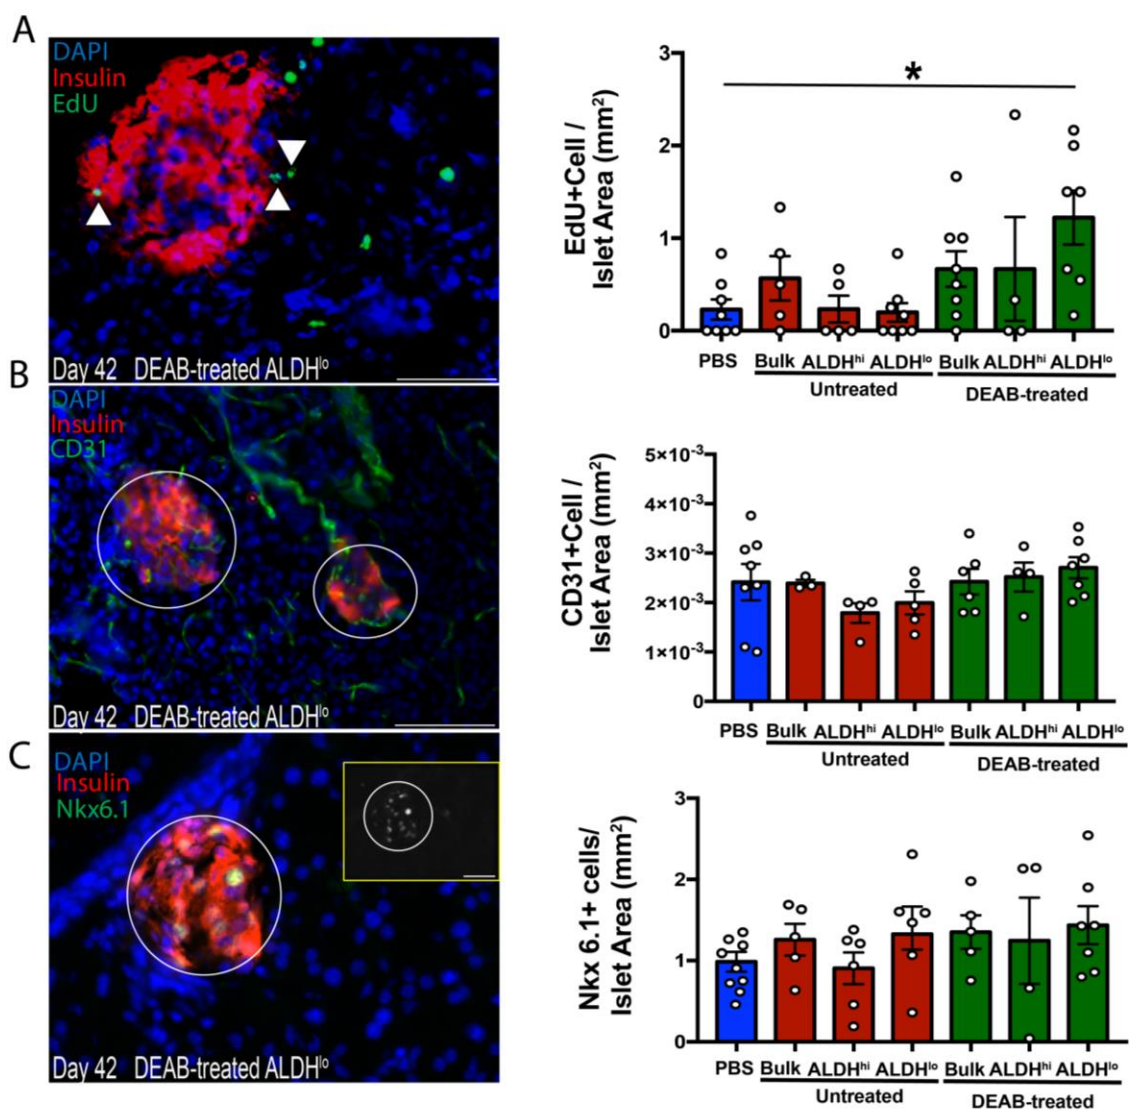 A
DAPI
Insulin
EdU
Day 42 DEAB-treated ALDHlo
EdU+Cell /
Islet Area (mm2)
3
2
1
0
*
PBS Bulk ALDHhi ALDHlo Bulk ALDHhi ALDHlo
Untreated DEAB-treated
B
DAPI
Insulin
CD31
Day 42 DEAB-treated ALDHlo
CD31+Cell /
Islet Area (mm2)
5×10-3
4×10-3
3×10-3
2×10-3
1×10-3
0
PBS Bulk ALDHhi ALDHlo Bulk ALDHhi ALDHlo
Untreated DEAB-treated
C
DAPI
Insulin
Nkx6.1
Day 42 DEAB-treated ALDHlo
Nkx 6.1+ cells/
Islet Area (mm2)
3
2
1
0
PBS Bulk ALDHhi ALDHlo Bulk ALDHhi ALDHlo
Untreated DEAB-treated